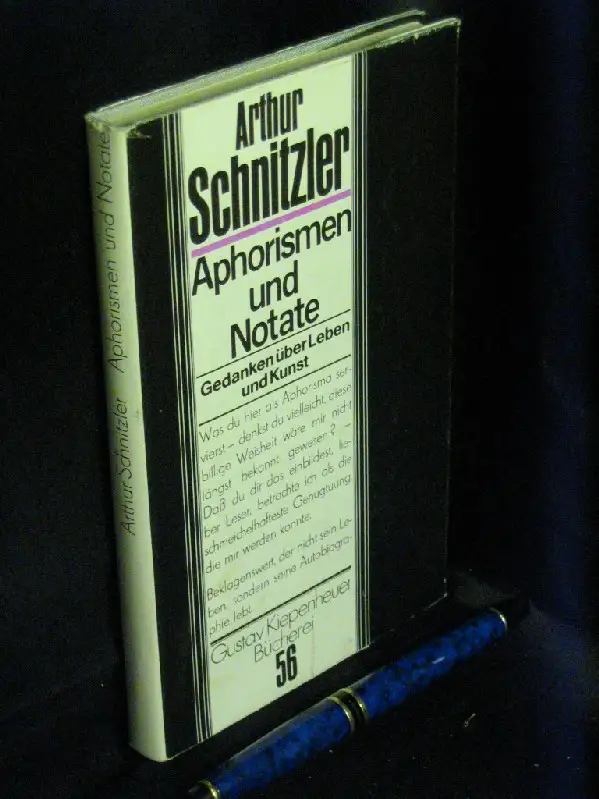 Arthur
Schnitzler
Aphorismen
und
Notate
Gedanken über Leben
und Kunst
Was du hier als Aphorisma ser-
vierst – denkst du vielleicht, diese
billige Weisheit wäre mir nicht
längst bekannt gewesen? –
Daß du dir das einbildest, lie-
ber Leser, betrachte ich als die
schmeichelhafteste Genugtuung,
die mir werden konnte.
Beklagenswert, der nicht sein Le-
ben, sondern seine Autobiogra-
phie lebt.
Gustav Kiepenheuer
Bücherei
56
Arthur Schnitzler Aphorismen und Notate